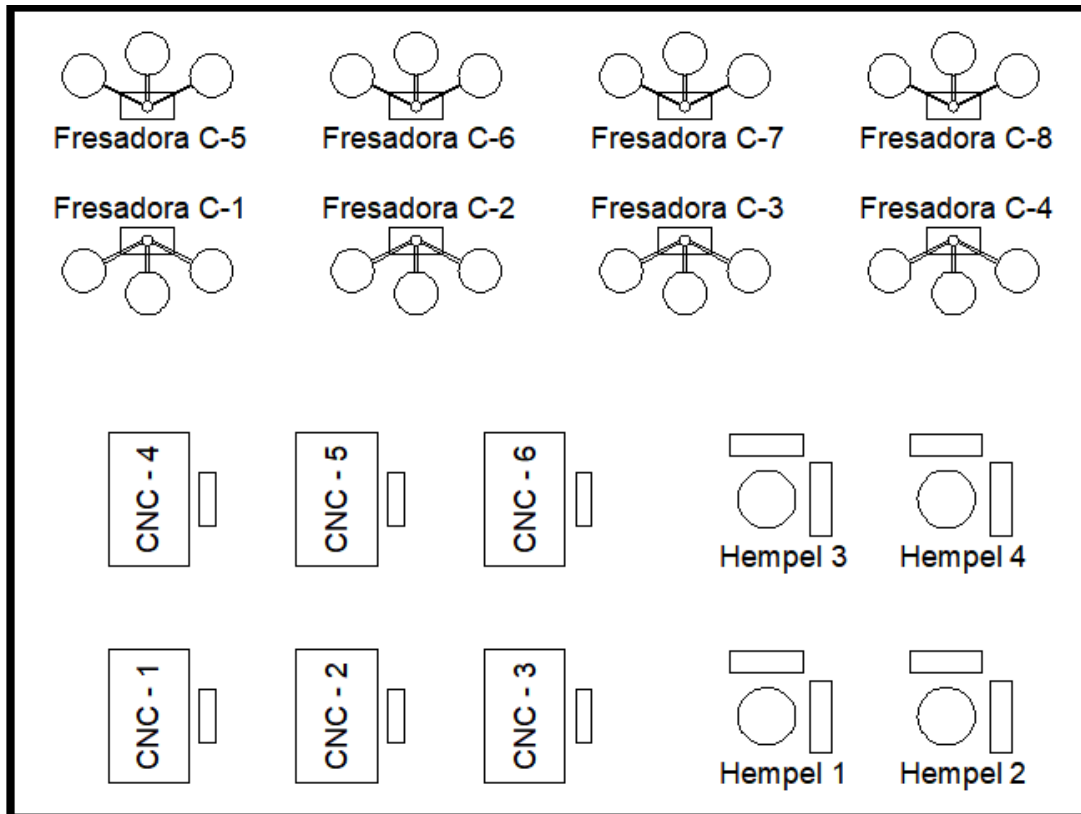 Fresadora C-5
Fresadora C-6
Fresadora C-7
Fresadora C-8
Fresadora C-1
Fresadora C-2
Fresadora C-3
Fresadora C-4
CNC - 4
CNC - 5
CNC - 6
Hempel 3
Hempel 4
CNC - 1
CNC - 2
CNC - 3
Hempel 1
Hempel 2